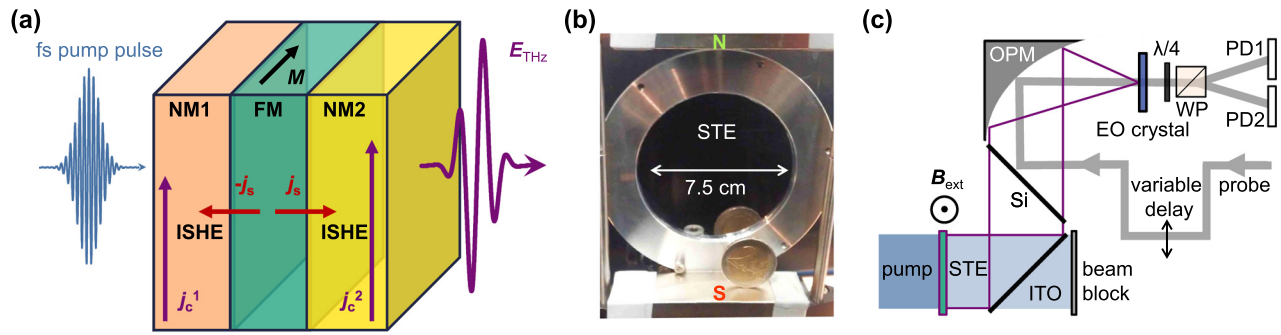 (a)
fs pump pulse
M
E_THz
NM1
FM
NM2
-j_s
j_s
ISHE
ISHE
j_c^1
j_c^2
(b)
N
STE
7.5 cm
S
(c)
OPM
λ/4
PD1
WP
PD2
EO crystal
B_ext
Si
variable
delay
probe
pump
STE
ITO
beam
block